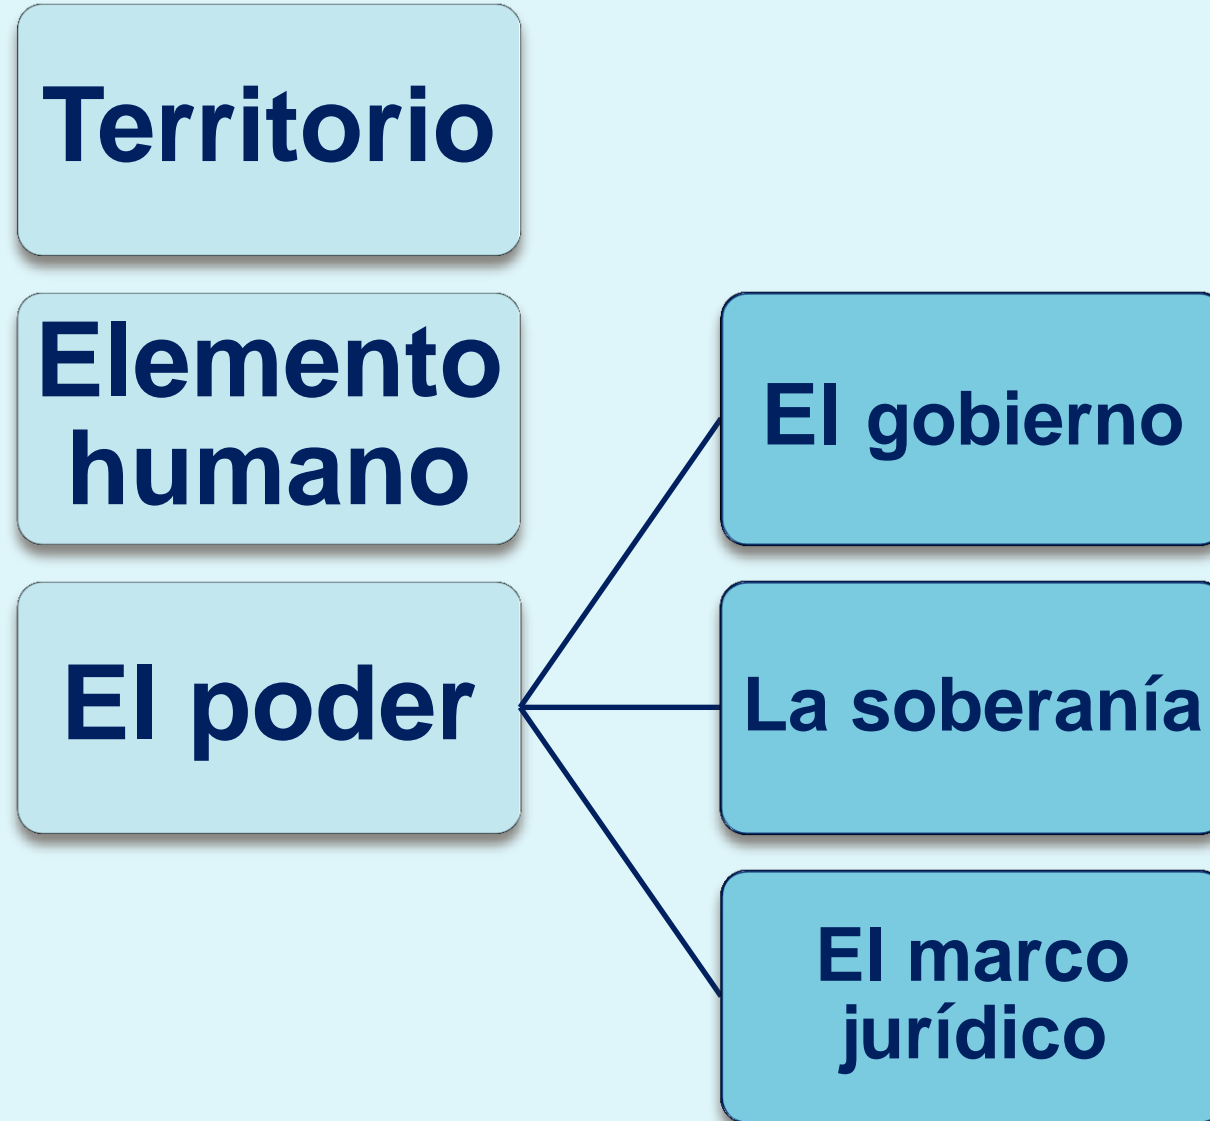 Territorio
Elemento
humano
El poder
El gobierno
La soberanía
El marco
jurídico